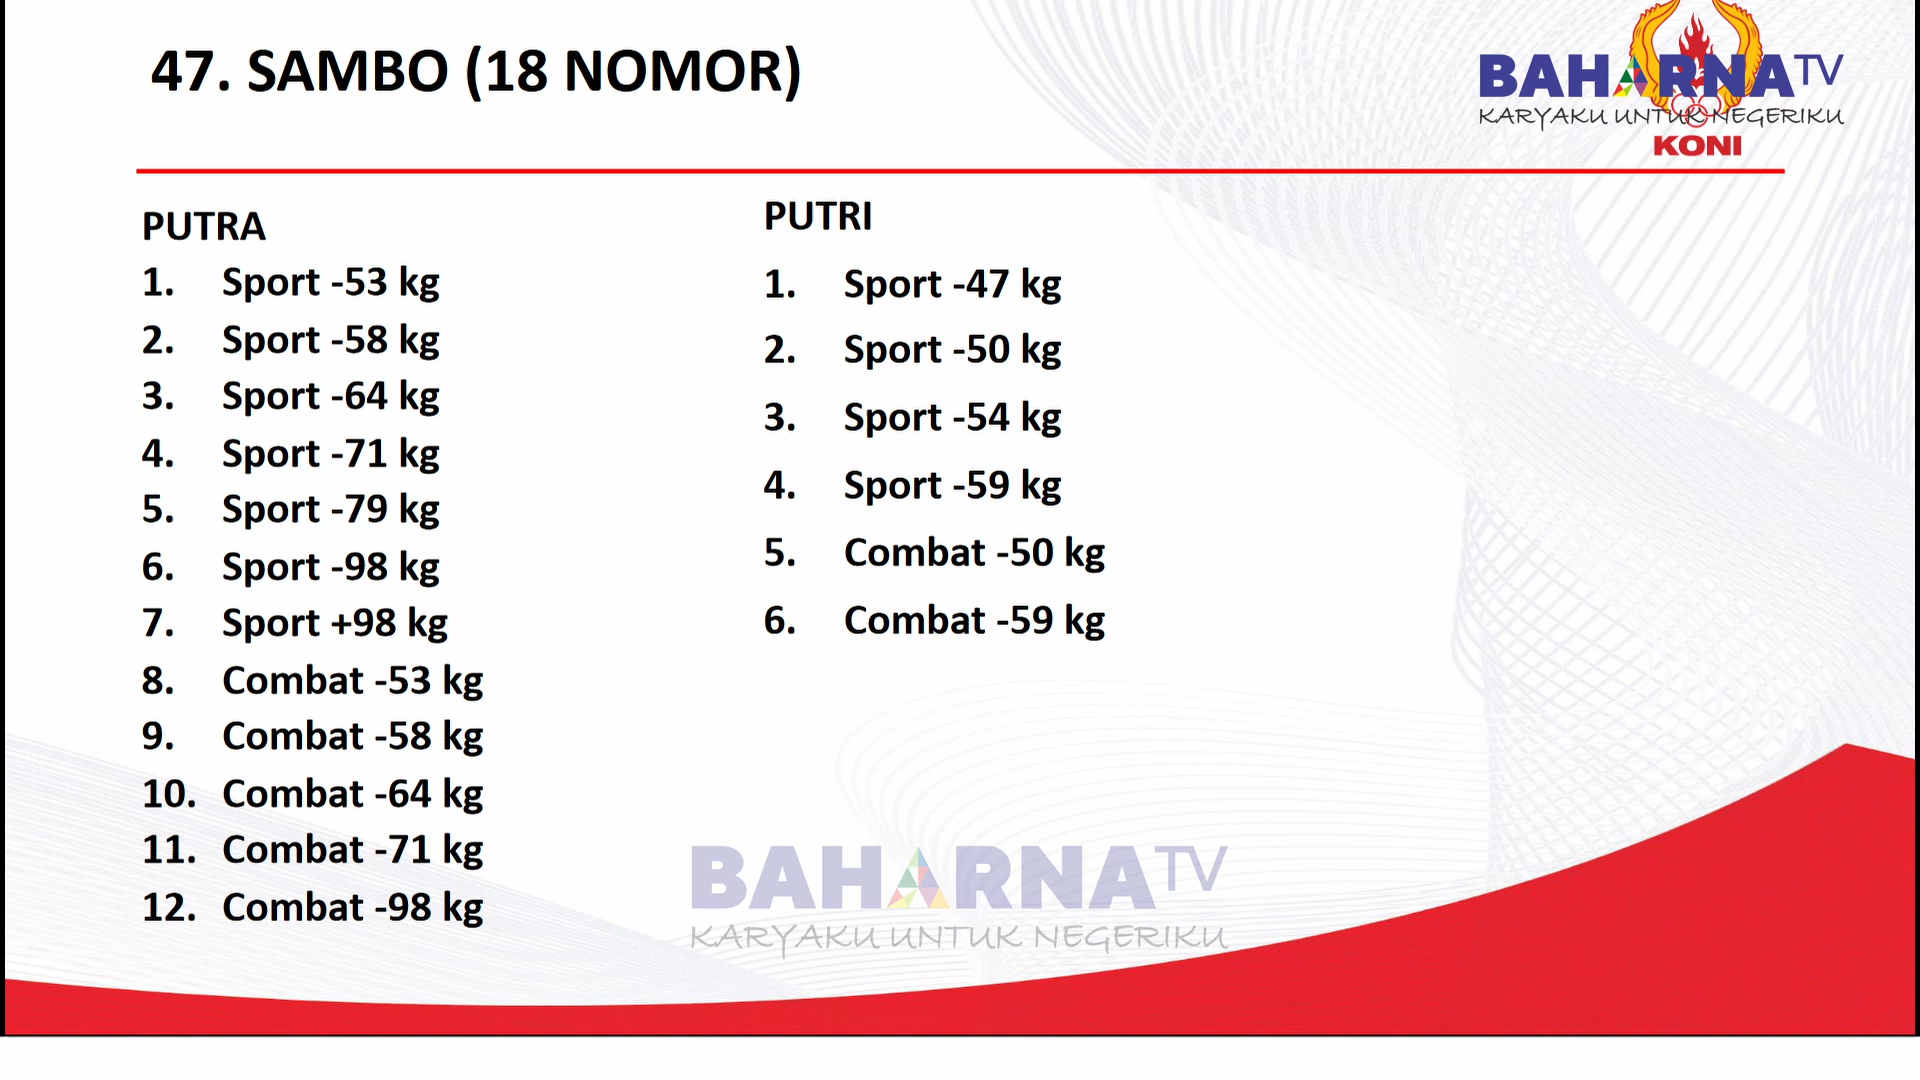 47. SAMBO (18 NOMOR)
BAHARNA TV
KARYAKU UNTUK NEGERIKU
KONI
PUTRA
1. Sport -53 kg
2. Sport -58 kg
3. Sport -64 kg
4. Sport -71 kg
5. Sport -79 kg
6. Sport -98 kg
7. Sport +98 kg
8. Combat -53 kg
9. Combat -58 kg
10. Combat -64 kg
11. Combat -71 kg
12. Combat -98 kg
PUTRI
1. Sport -47 kg
2. Sport -50 kg
3. Sport -54 kg
4. Sport -59 kg
5. Combat -50 kg
6. Combat -59 kg
BAHARNA TV
KARYAKU UNTUK NEGERIKU